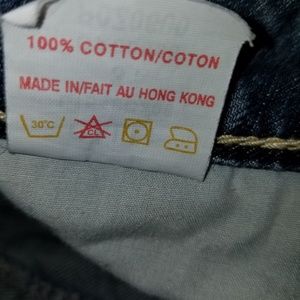 100% COTTON/COTON
MADE IN/FAIT AU HONG KONG
30°C CL